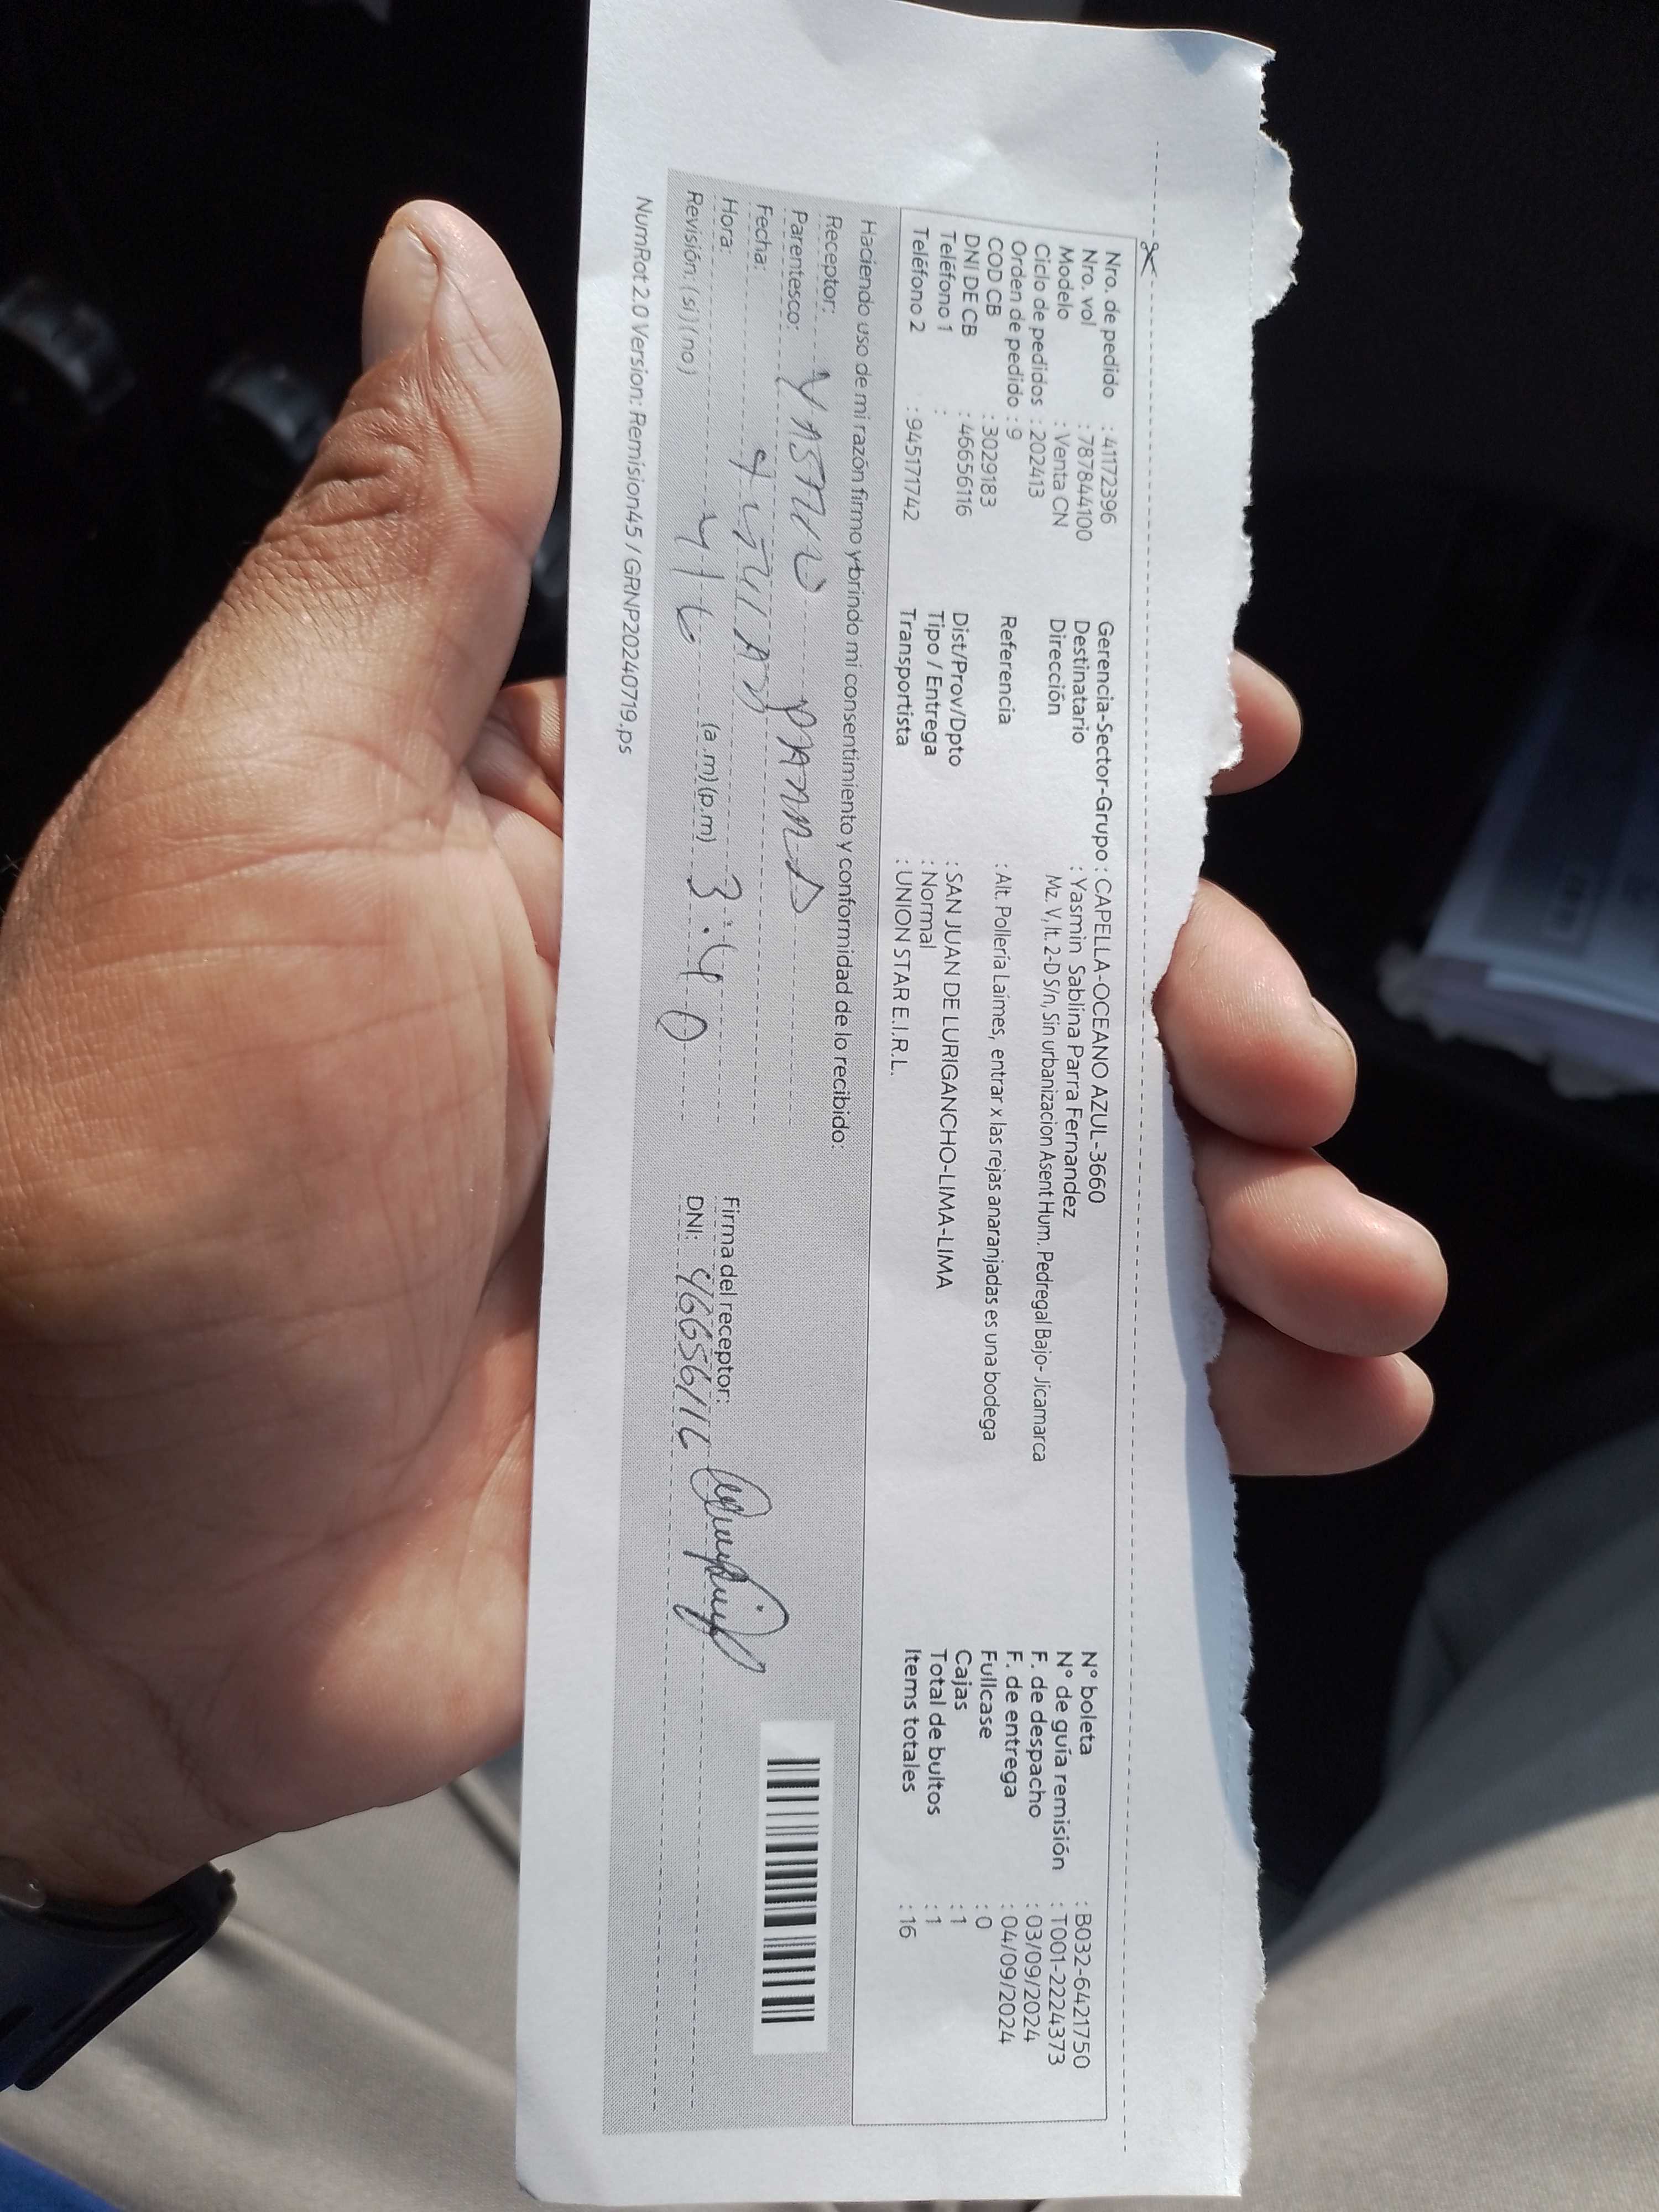 Nro. de pedido : 41172396
Nro. vol : 787844100
Modelo : Venta CN
Ciclo de pedidos : 202413
Orden de pedido : 9
COD CB : 3029183
DNI DE CB : 46656116
Teléfono 1 :
Teléfono 2 : 945171742
Gerencia-Sector-Grupo : CAPELLA-OCEANO AZUL-3660
Destinatario : Yasmin Sablina Parra Fernandez
Dirección Mz. V, lt. 2-D S/n, Sin urbanizacion Asent Hum. Pedregal Bajo- Jicamarca
Referencia : Alt. Pollería Laimes, entrar x las rejas anaranjadas es una bodega
Dist/Prov/Dpto : SAN JUAN DE LURIGANCHO-LIMA-LIMA
Tipo / Entrega : Normal
Transportista : UNION STAR E.I.R.L.
N° boleta : B032-6421750
N° de guía remisión : T001-2224373
F. de despacho : 03/09/2024
F. de entrega : 04/09/2024
Fullcase : 0
Cajas : 1
Total de bultos : 1
Items totales : 16
Haciendo uso de mi razón firmo y brindo mi consentimiento y conformidad de lo recibido:
Receptor:
Parentesco:
Fecha:
Hora: (a.m)(p.m) 3:40
Revisión: (si) (no)
Firma del receptor:
DNI: 46656116
NumRot 2.0 Version: Remision45 / GRNP20240719.ps